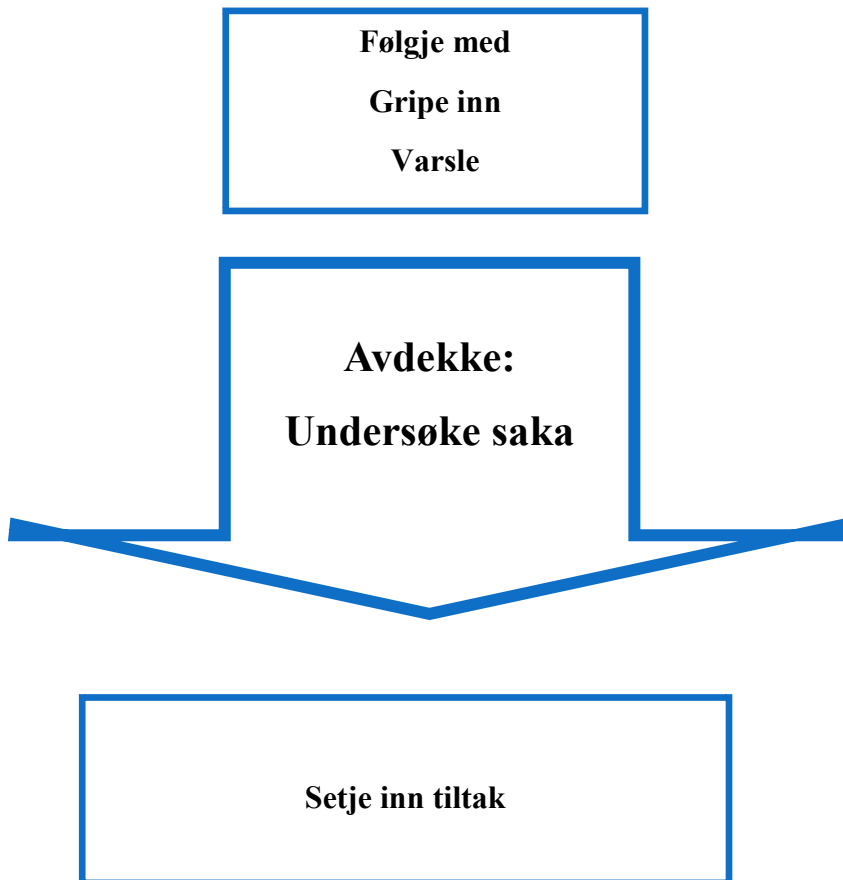 Følgje med
Gripe inn
Varsle
Avdekke:
Undersøke saka
Setje inn tiltak